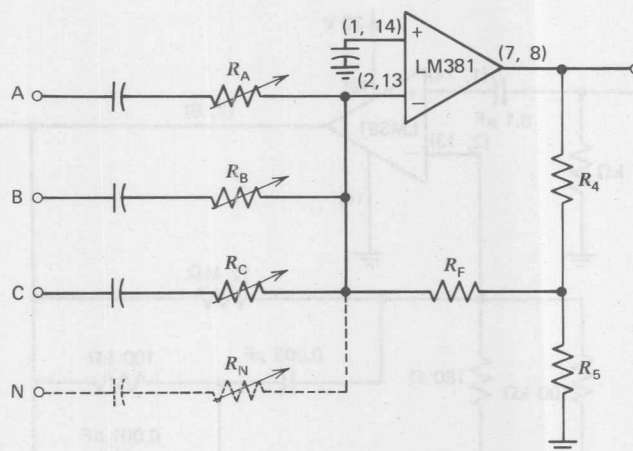 (1, 14)
+
LM381
(7, 8)
A
R_A
(2,13
−
B
R_B
R_4
C
R_C
R_F
N
R_N
R_5